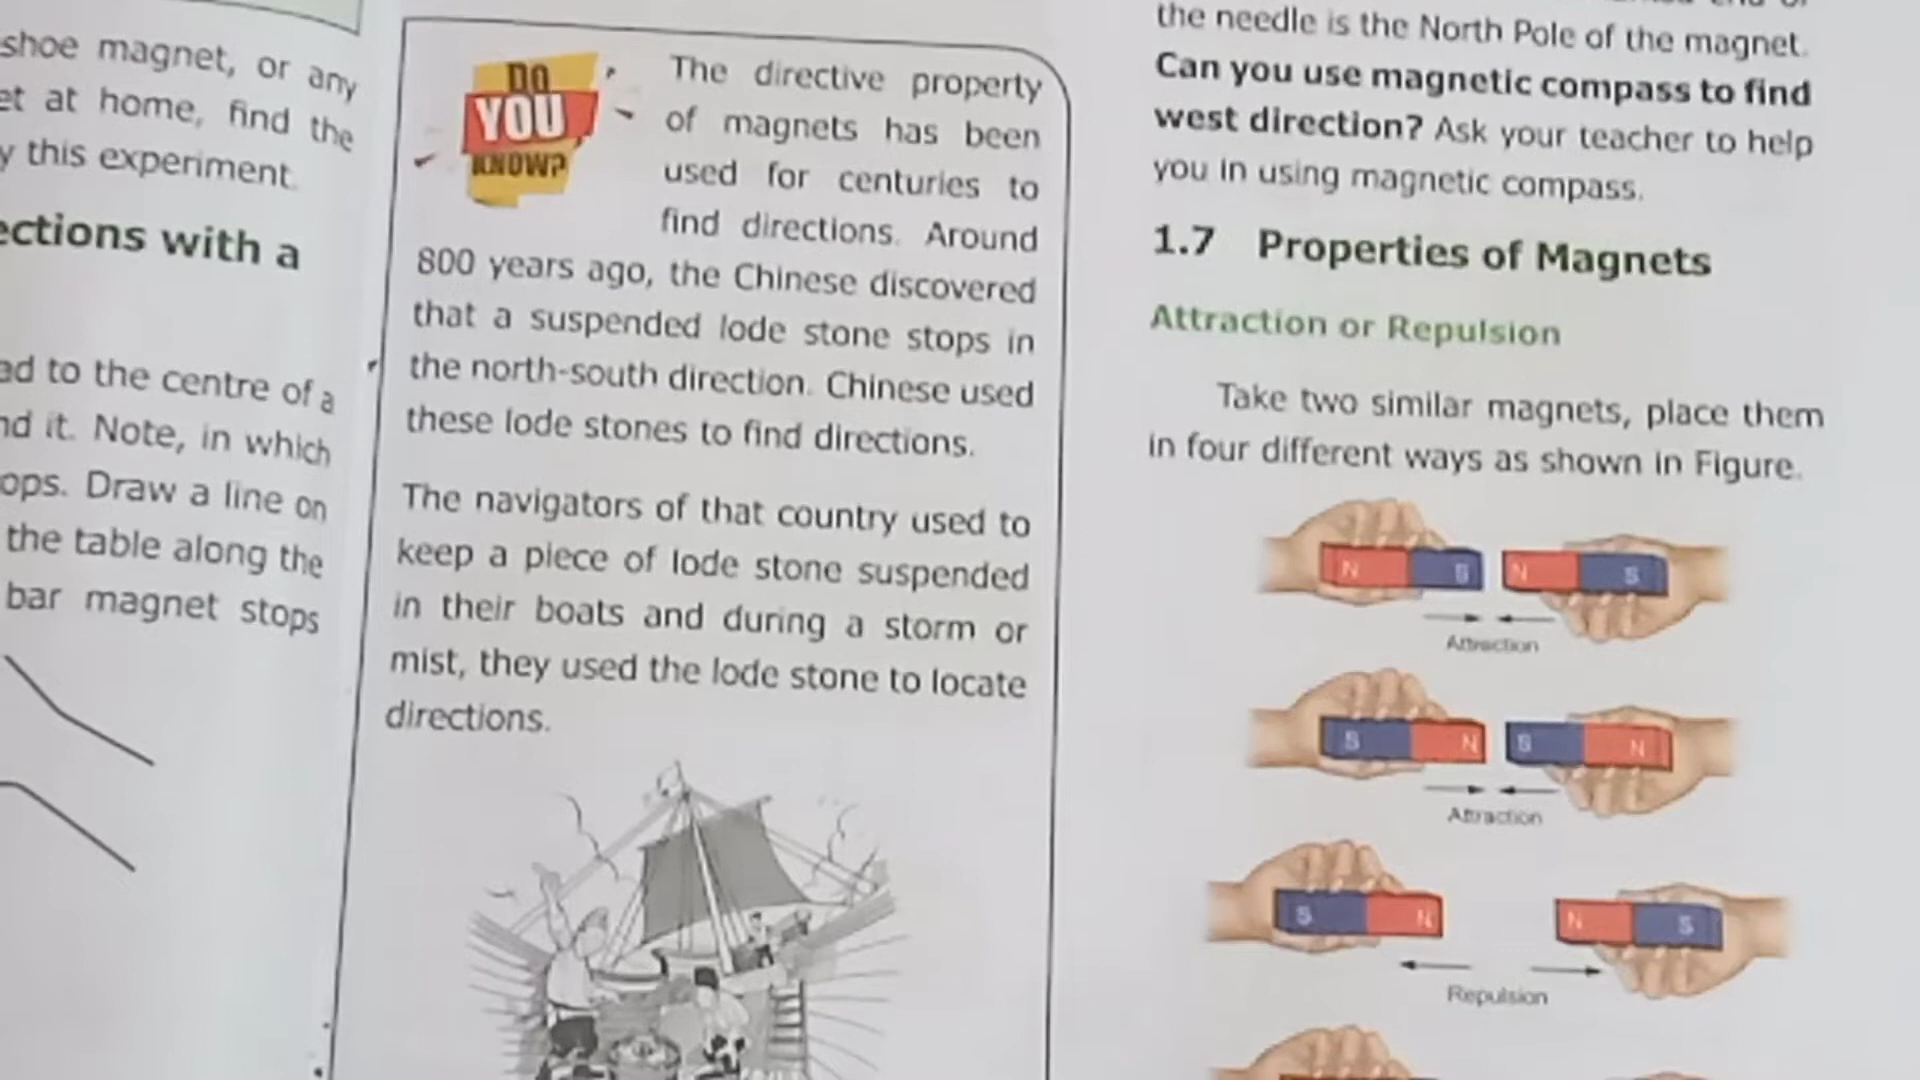 shoe magnet, or any
et at home, find the
y this experiment.
ections with a
ad to the centre of a
nd it. Note, in which
ops. Draw a line on
the table along the
bar magnet stops
DO
YOU
KNOW?
The directive property
of magnets has been
used for centuries to
find directions. Around
800 years ago, the Chinese discovered
that a suspended lode stone stops in
the north-south direction. Chinese used
these lode stones to find directions.
The navigators of that country used to
keep a piece of lode stone suspended
in their boats and during a storm or
mist, they used the lode stone to locate
directions.
the needle is the North Pole of the magnet.
Can you use magnetic compass to find
west direction? Ask your teacher to help
you in using magnetic compass.
1.7 Properties of Magnets
Attraction or Repulsion
Take two similar magnets, place them
in four different ways as shown in Figure.
N S N S
Attraction
S N S N
Attraction
S N N S
Repulsion